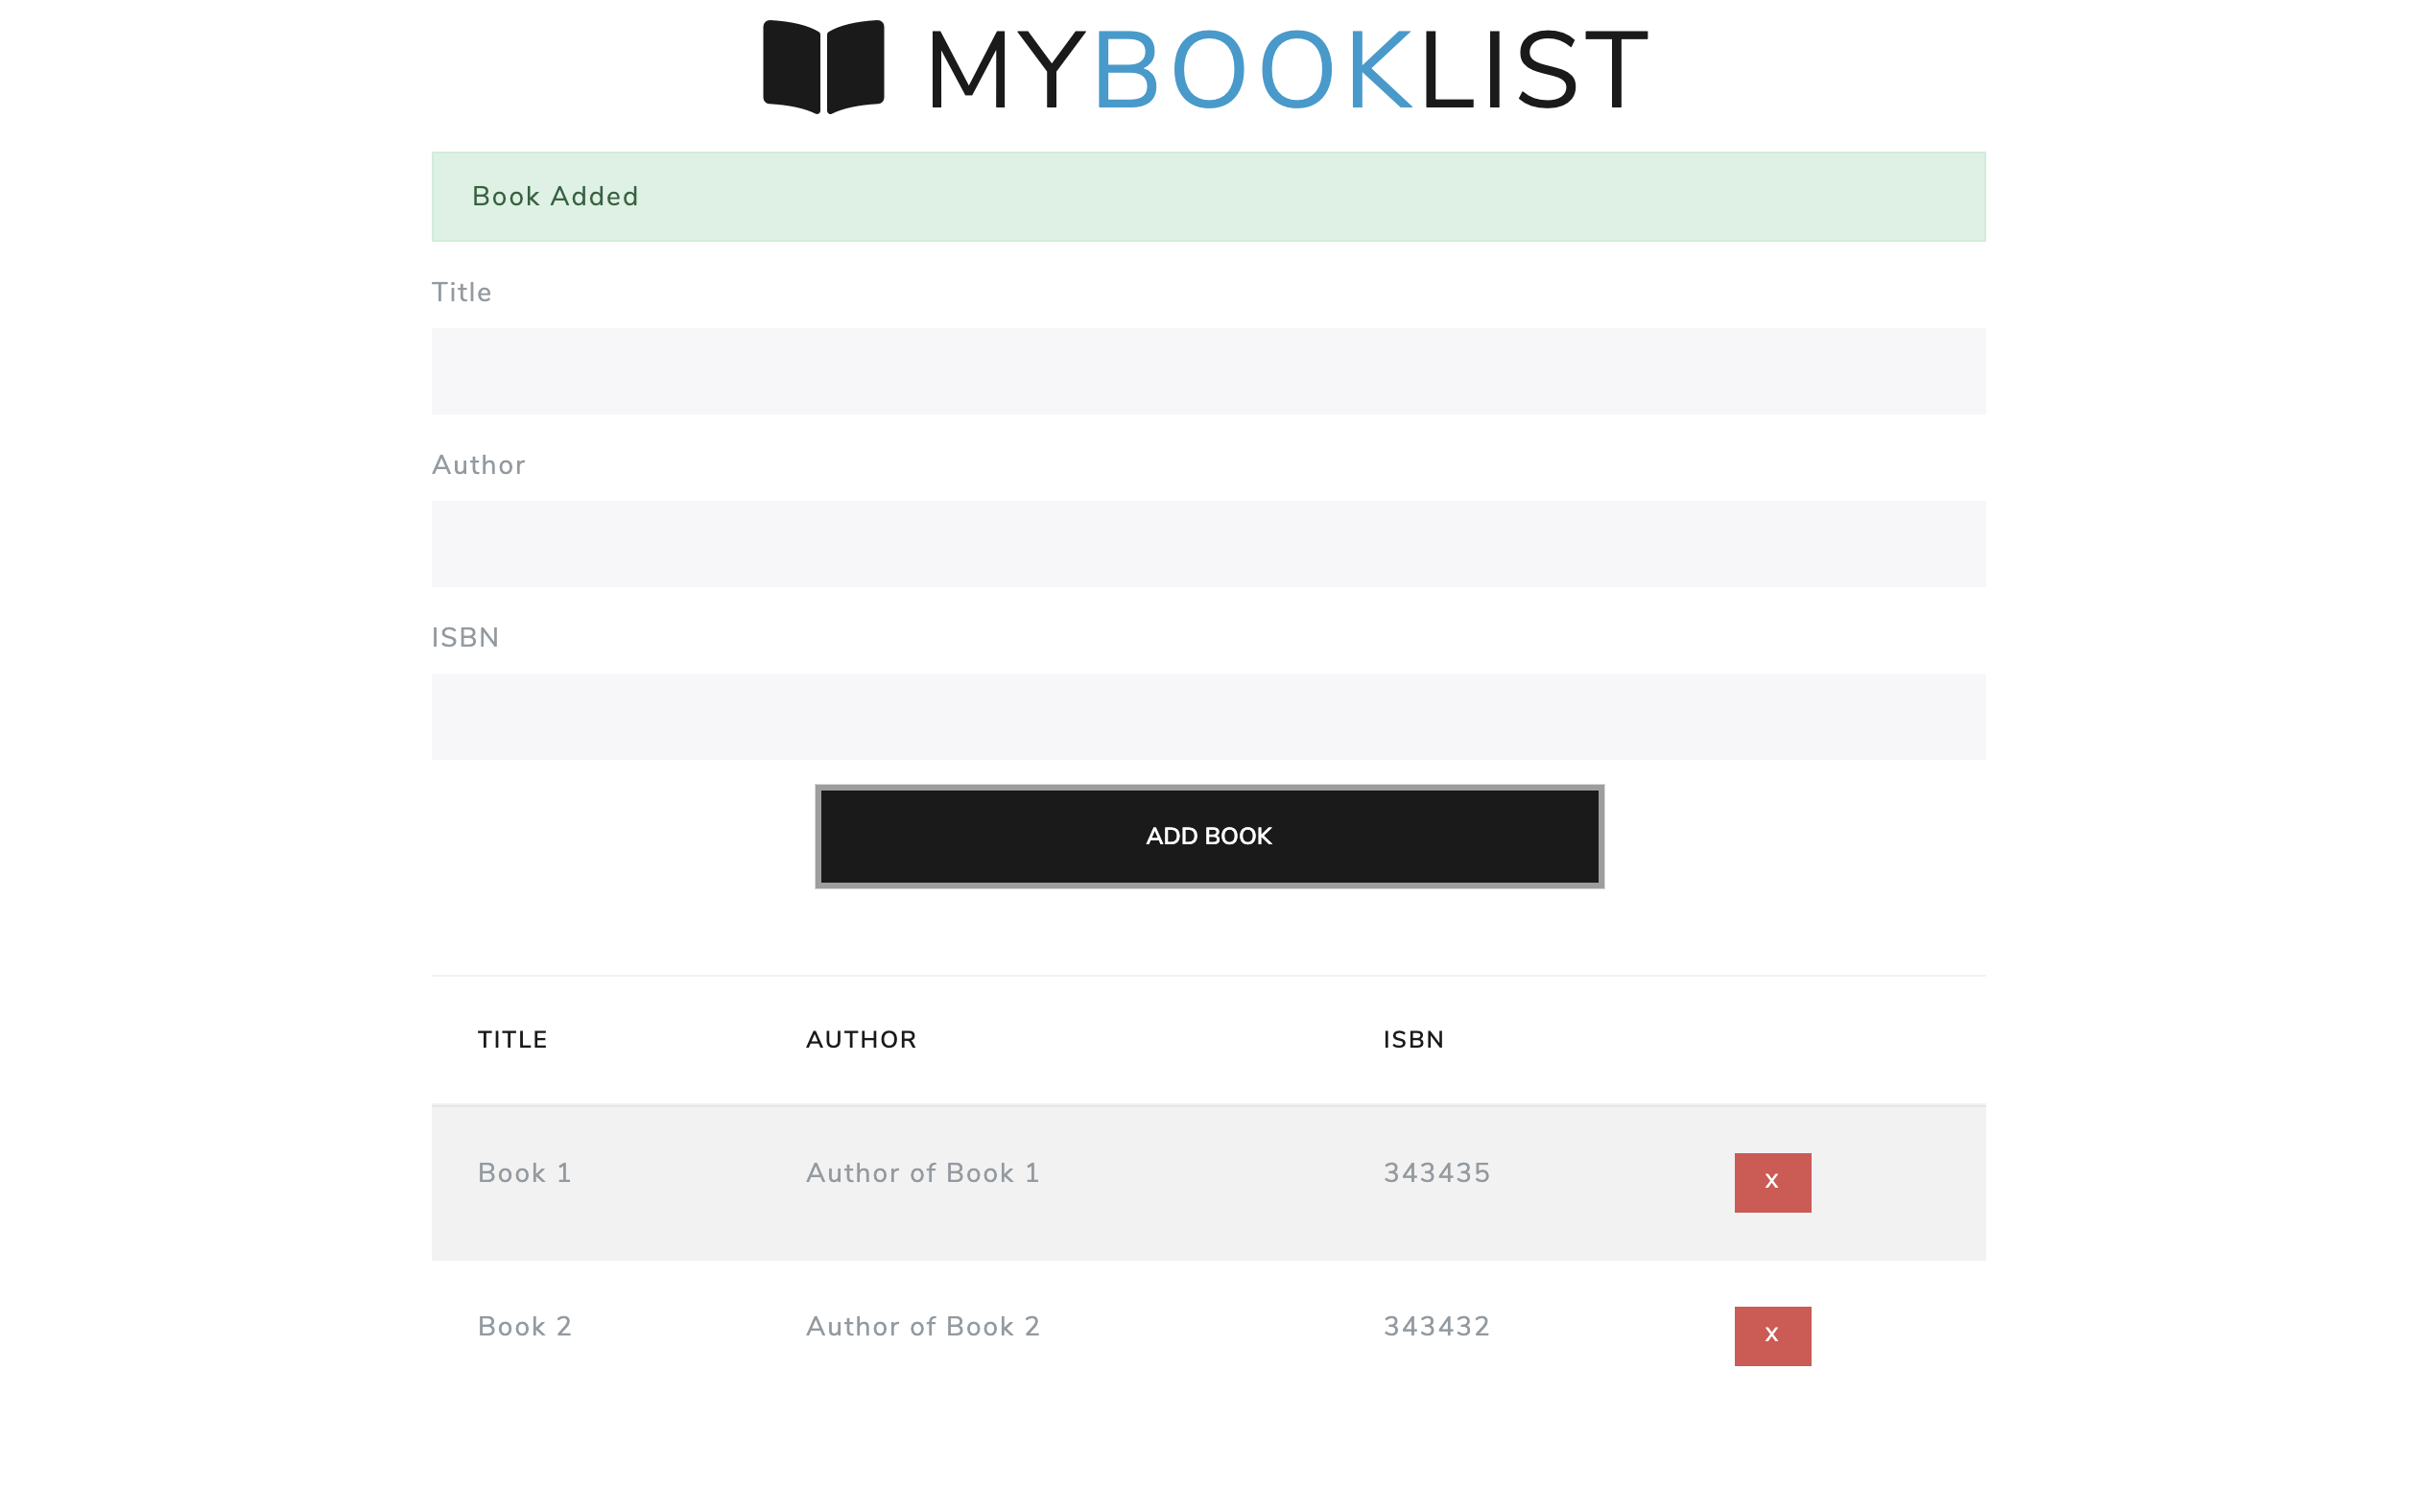 MYBOOKLIST
Book Added
Title
Author
ISBN
ADD BOOK
TITLE AUTHOR ISBN
Book 1 Author of Book 1 343435 X
Book 2 Author of Book 2 343432 X